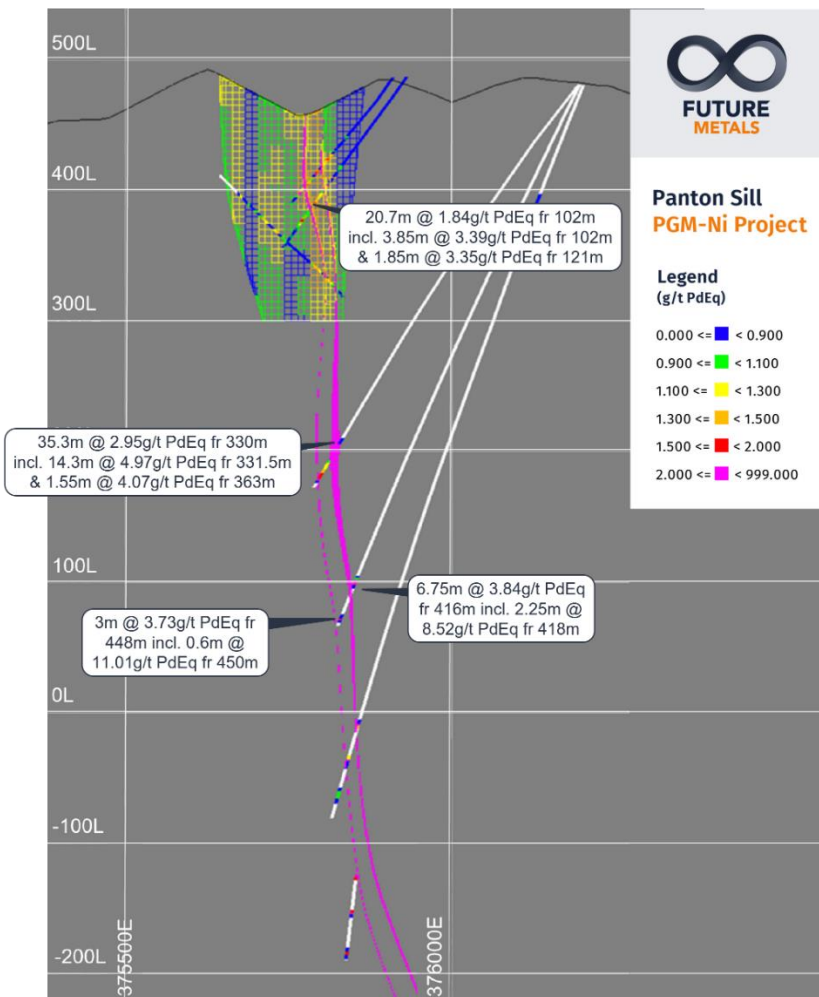 500L
400L
300L
100L
0L
-100L
-200L
375500E
376000E
20.7m @ 1.84g/t PdEq fr 102m
incl. 3.85m @ 3.39g/t PdEq fr 102m
& 1.85m @ 3.35g/t PdEq fr 121m
35.3m @ 2.95g/t PdEq fr 330m
incl. 14.3m @ 4.97g/t PdEq fr 331.5m
& 1.55m @ 4.07g/t PdEq fr 363m
6.75m @ 3.84g/t PdEq
fr 416m incl. 2.25m @
8.52g/t PdEq fr 418m
3m @ 3.73g/t PdEq fr
448m incl. 0.6m @
11.01g/t PdEq fr 450m
FUTURE
METALS
Panton Sill
PGM-Ni Project
Legend
(g/t PdEq)
0.000 <= < 0.900
0.900 <= < 1.100
1.100 <= < 1.300
1.300 <= < 1.500
1.500 <= < 2.000
2.000 <= < 999.000